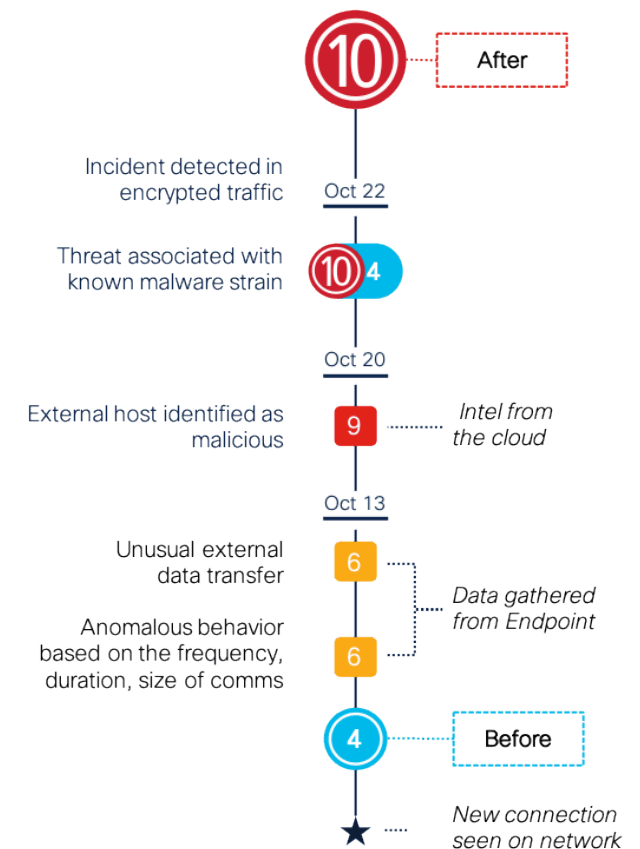 10
After
Incident detected in
encrypted traffic
Oct 22
Threat associated with
known malware strain
10 4
Oct 20
External host identified as
malicious
9
Intel from
the cloud
Oct 13
Unusual external
data transfer
6
Data gathered
from Endpoint
Anomalous behavior
based on the frequency,
duration, size of comms
6
4
Before
New connection
seen on network